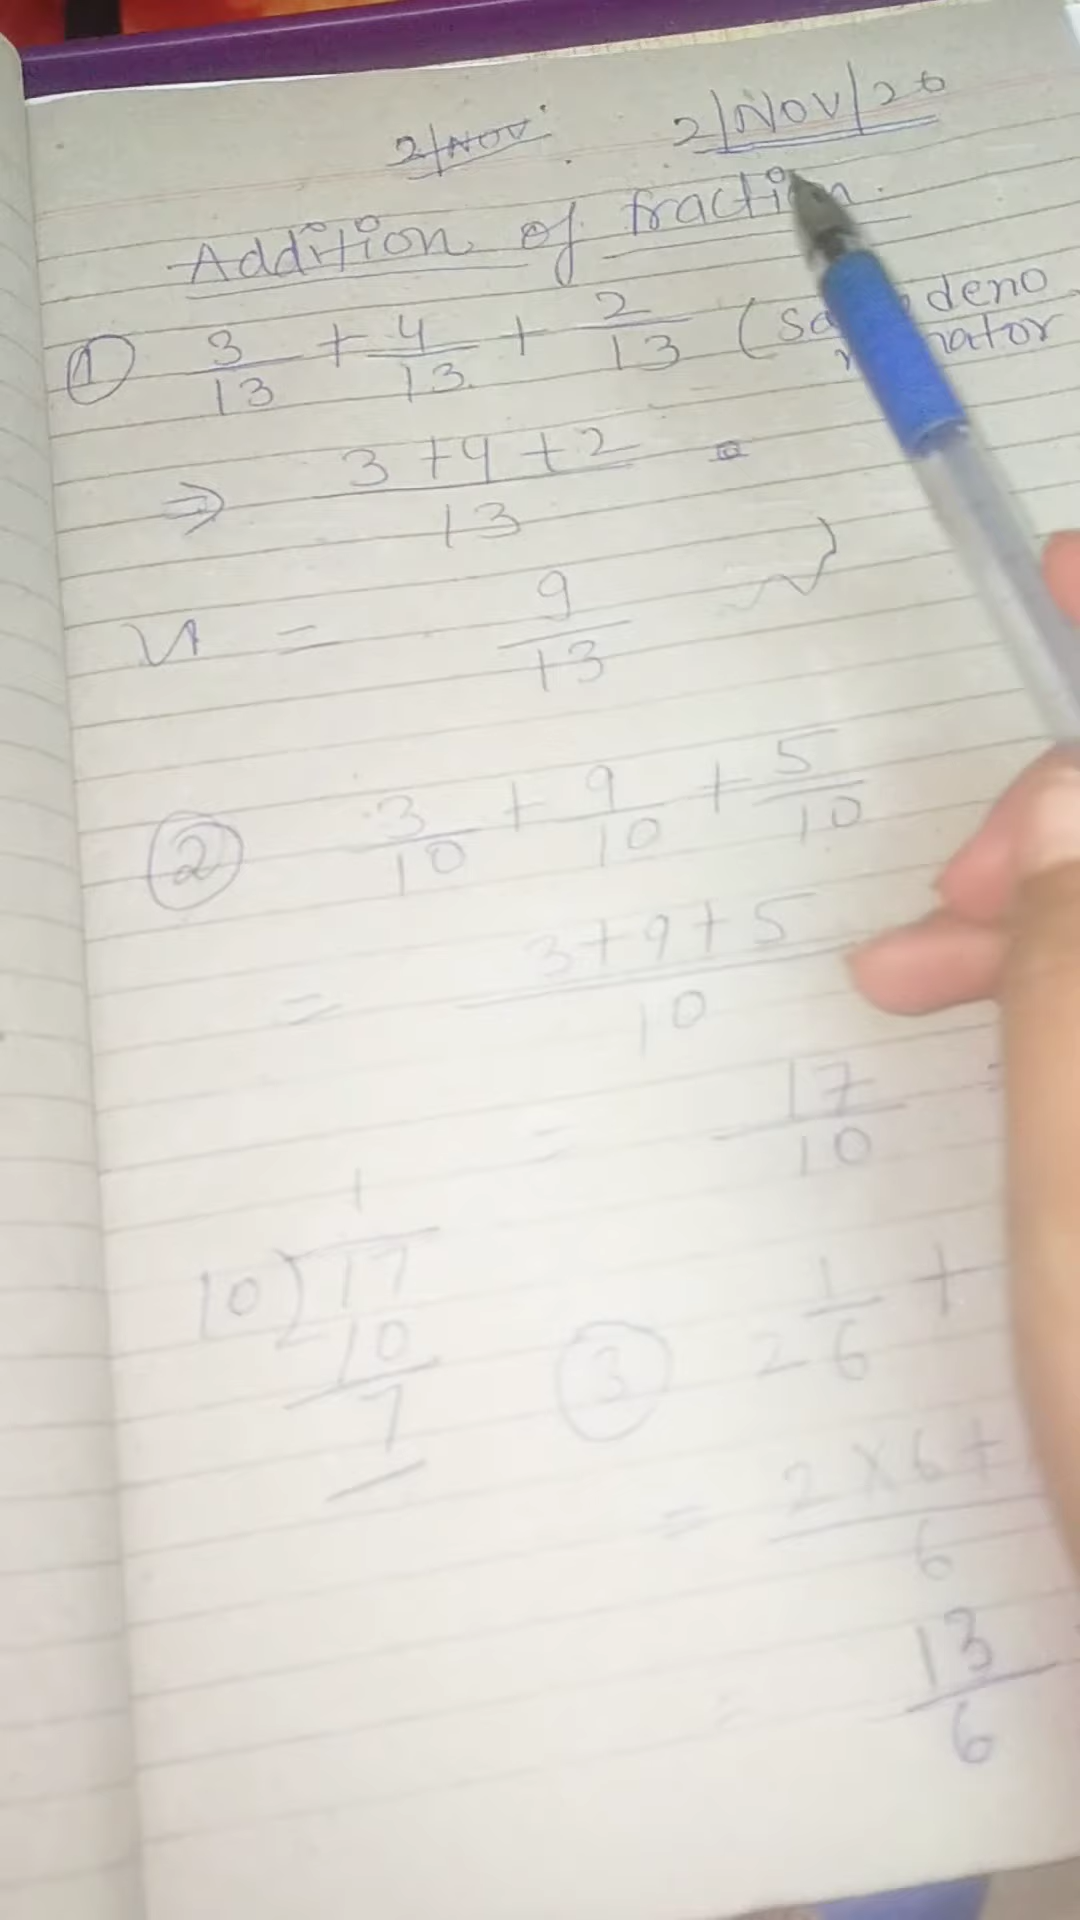 2/NOV 2/NOV/20
Addition of fraction.
① 3/13 + 4/13 + 2/13 ( deno
nator
⇒ 3+4+2/13
= 9/13
② 3/10 + 9/10 + 5/10
= 3+9+5/10
= 17/10 =
1
10)17
10
7
③ 2 1/6 +
= 2×6+/6
= 13/6